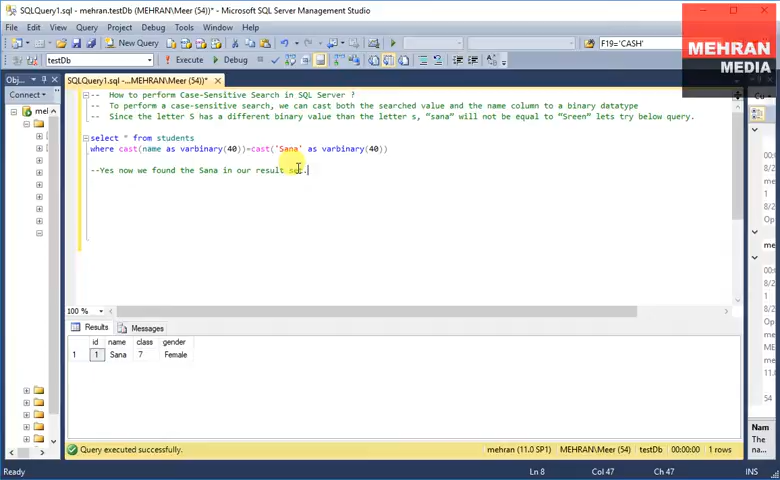 SQLQuery1.sql - mehran.testDb (MEHRAN\Meer (54))* - Microsoft SQL Server Management Studio
File Edit View Query Project Debug Tools Window Help
New Query
F19='CASH'
testDb
Execute Debug
MEHRAN
MEDIA
Obj...
SQLQuery1.sql -...MEHRAN\Meer (54))*
Connect
-- How to perform Case-Sensitive Search in SQL Server ?
-- To perform a case-sensitive search, we can cast both the searched value and the name column to a binary datatype
-- Since the letter S has a different binary value than the letter s, “sana” will not be equal to “Sreen” lets try below query.
select * from students
where cast(name as varbinary(40))=cast('Sana' as varbinary(40))
--Yes now we found the Sana in our result set.
100 %
Results Messages
id name class gender
1 1 Sana 7 Female
Query executed successfully.
mehran (11.0 SP1) MEHRAN\Meer (54) testDb 00:00:00 1 rows
Nam
The
na...
Ready
Ln 8 Col 47 Ch 47 INS